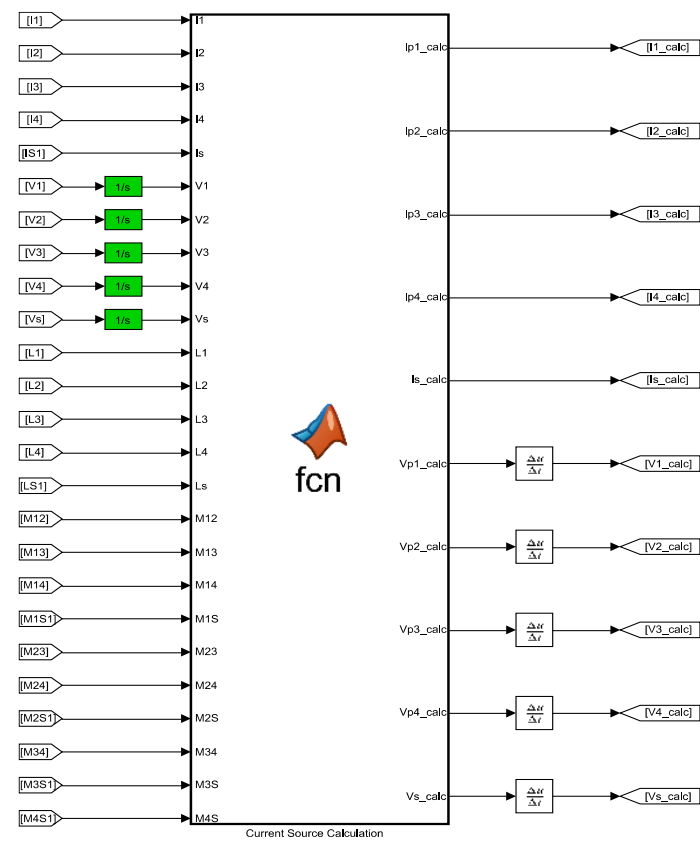 [I1] I1
[I2] I2
[I3] I3
[I4] I4
[IS1] Is
[V1] 1/s V1
[V2] 1/s V2
[V3] 1/s V3
[V4] 1/s V4
[Vs] 1/s Vs
[L1] L1
[L2] L2
[L3] L3
[L4] L4
[LS1] Ls
[M12] M12
[M13] M13
[M14] M14
[M1S1] M1S
[M23] M23
[M24] M24
[M2S1] M2S
[M34] M34
[M3S1] M3S
[M4S1] M4S
fcn
Ip1_calc [I1_calc]
Ip2_calc [I2_calc]
Ip3_calc [I3_calc]
Ip4_calc [I4_calc]
Is_calc [Is_calc]
Vp1_calc Δu/Δt [V1_calc]
Vp2_calc Δu/Δt [V2_calc]
Vp3_calc Δu/Δt [V3_calc]
Vp4_calc Δu/Δt [V4_calc]
Vs_calc Δu/Δt [Vs_calc]
Current Source Calculation